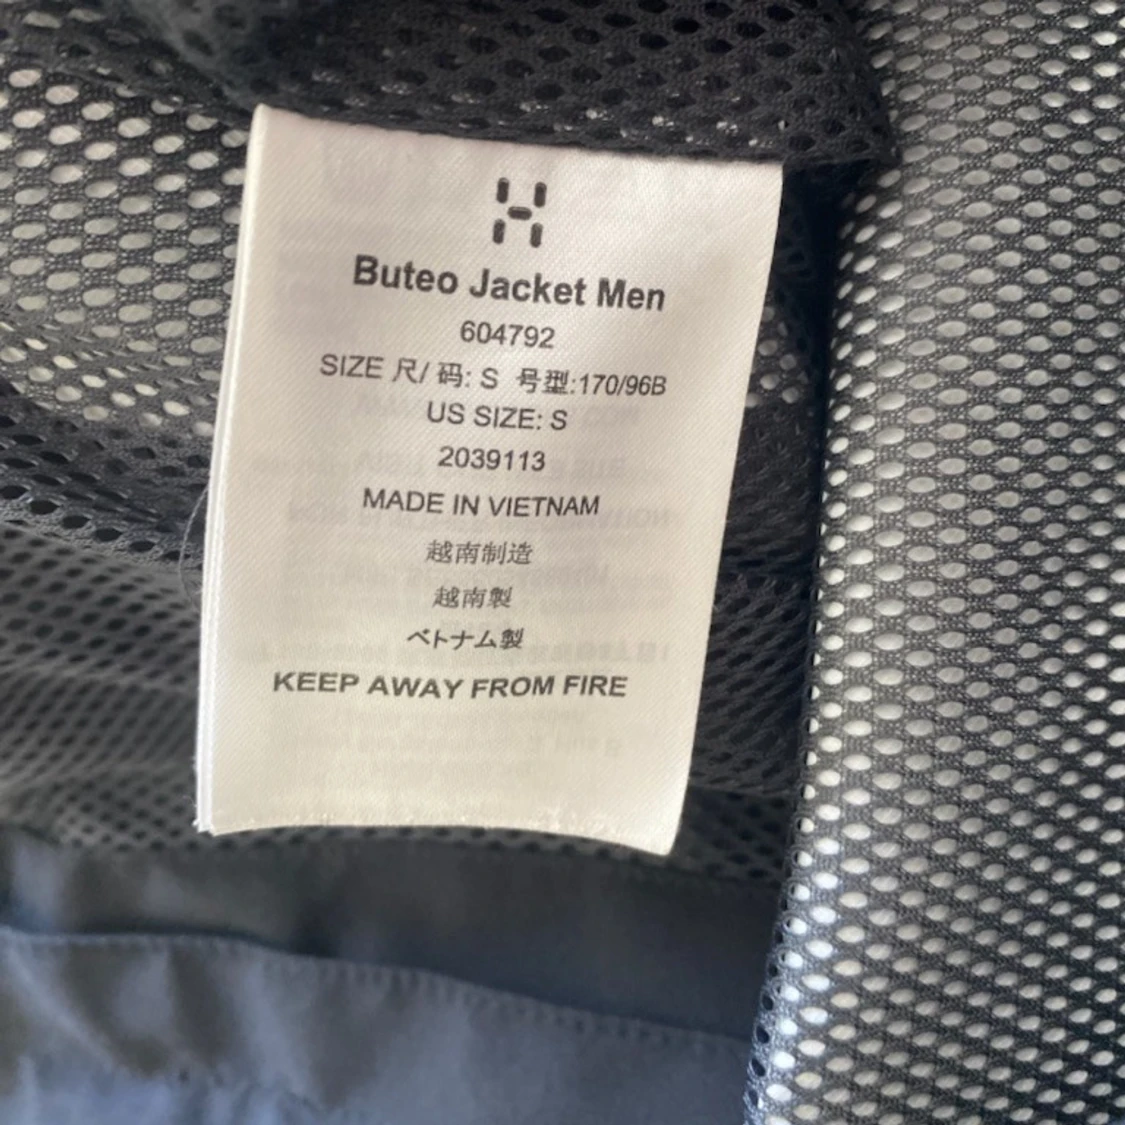 Buteo Jacket Men
604792
SIZE 尺/ 码: S 号型:170/96B
US SIZE: S
2039113
MADE IN VIETNAM
越南制造
越南製
ベトナム製
KEEP AWAY FROM FIRE